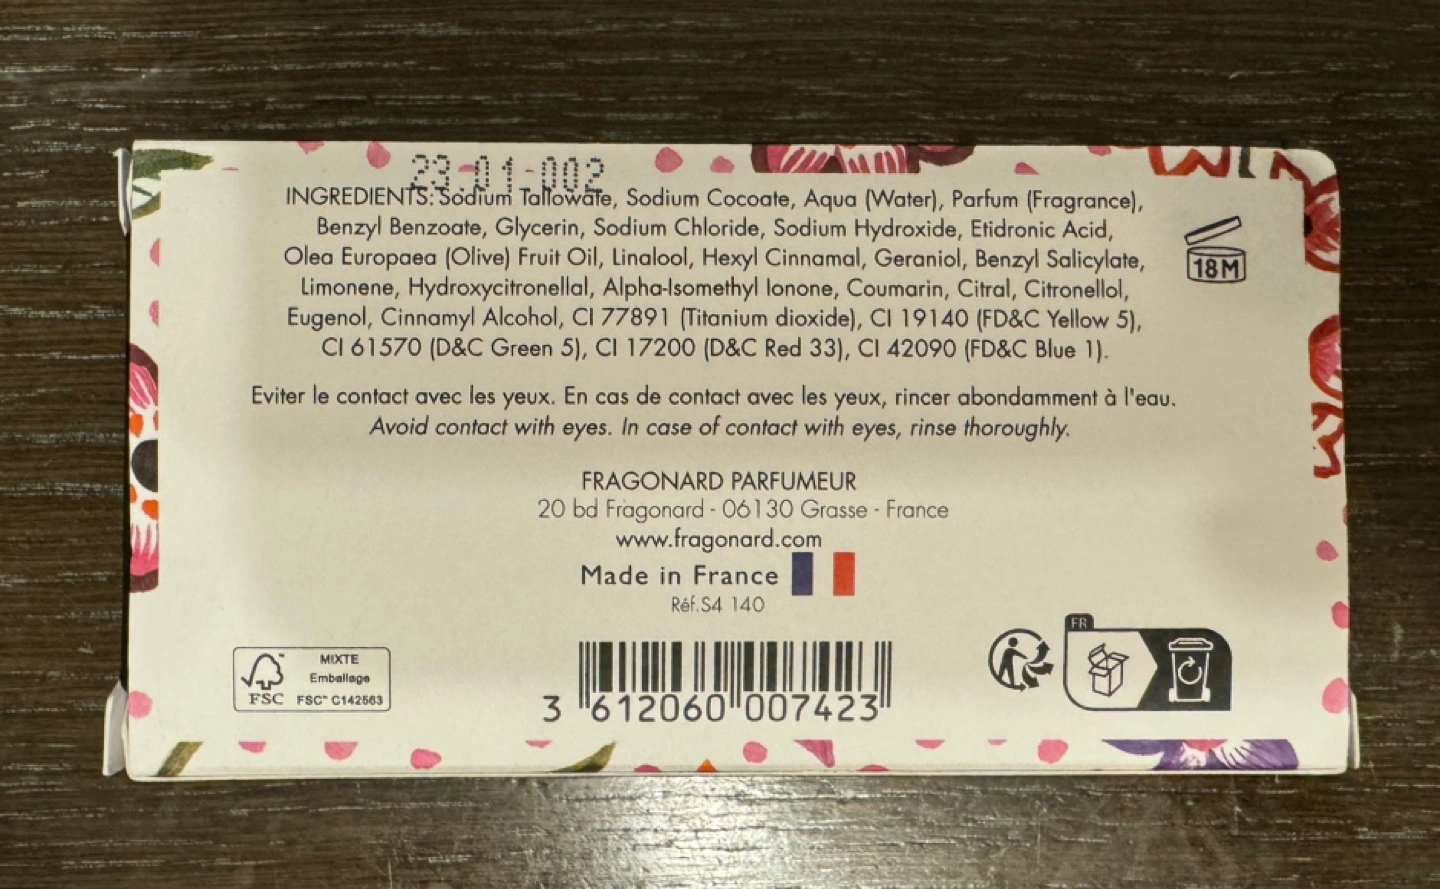 23-01-002
INGREDIENTS: Sodium Tallowate, Sodium Cocoate, Aqua (Water), Parfum (Fragrance),
Benzyl Benzoate, Glycerin, Sodium Chloride, Sodium Hydroxide, Etidronic Acid,
Olea Europaea (Olive) Fruit Oil, Linalool, Hexyl Cinnamal, Geraniol, Benzyl Salicylate,
Limonene, Hydroxycitronellal, Alpha-Isomethyl Ionone, Coumarin, Citral, Citronellol,
Eugenol, Cinnamyl Alcohol, CI 77891 (Titanium dioxide), CI 19140 (FD&C Yellow 5),
CI 61570 (D&C Green 5), CI 17200 (D&C Red 33), CI 42090 (FD&C Blue 1).
18M
Eviter le contact avec les yeux. En cas de contact avec les yeux, rincer abondamment à l'eau.
Avoid contact with eyes. In case of contact with eyes, rinse thoroughly.
FRAGONARD PARFUMEUR
20 bd Fragonard - 06130 Grasse - France
www.fragonard.com
Made in France
Réf.S4 140
MIXTE
Emballage
FSC FSC™ C142563
3 612060 007423
FR